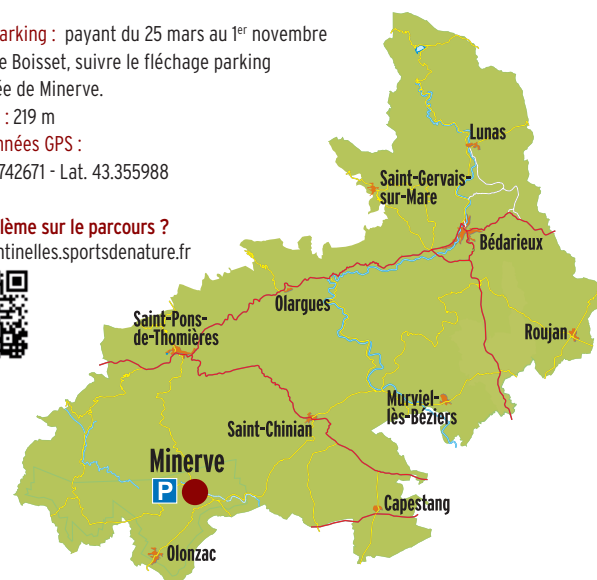 arking : payant du 25 mars au 1er novembre
e Boisset, suivre le fléchage parking
ée de Minerve.
: 219 m
nnées GPS :
742671 - Lat. 43.355988
lème sur le parcours ?
ntinelles.sportsdenature.fr
Lunas
Saint-Gervais-
sur-Mare
Bédarieux
Olargues
Saint-Pons-
de-Thomières
Roujan
Murviel-
lès-Béziers
Saint-Chinian
Minerve
P
Capestang
Olonzac